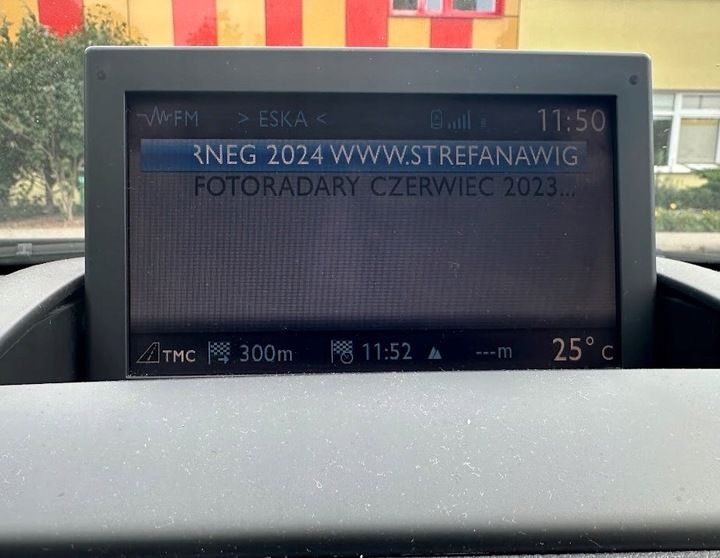 FM > ESKA < 11:50
RNEG 2024 WWW.STREFANAWIG
FOTORADARY CZERWIEC 2023...
TMC 300m 11:52 ---m 25° C